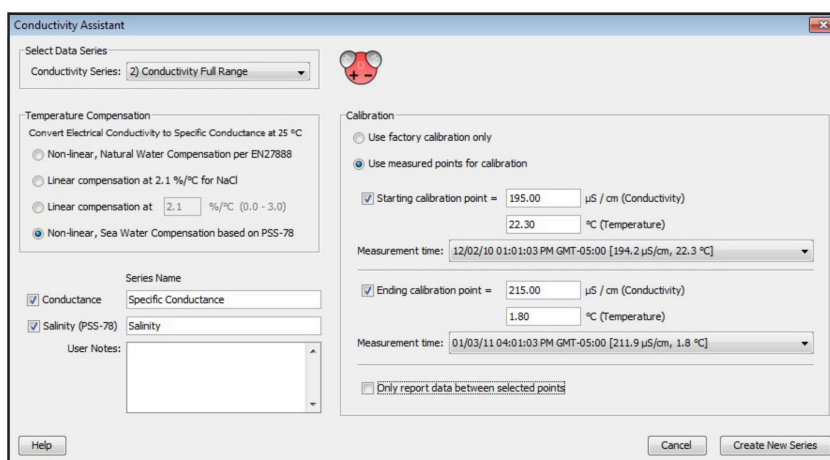 Conductivity Assistant
Select Data Series
Conductivity Series: 2) Conductivity Full Range
Temperature Compensation
Convert Electrical Conductivity to Specific Conductance at 25 ºC
Non-linear, Natural Water Compensation per EN27888
Linear compensation at 2.1 %/ºC for NaCl
Linear compensation at 2.1 %/ºC (0.0 - 3.0)
Non-linear, Sea Water Compensation based on PSS-78
Series Name
Conductance Specific Conductance
Salinity (PSS-78) Salinity
User Notes:
Calibration
Use factory calibration only
Use measured points for calibration
Starting calibration point = 195.00 µS / cm (Conductivity)
22.30 ºC (Temperature)
Measurement time: 12/02/10 01:01:03 PM GMT-05:00 [194.2 µS/cm, 22.3 ºC]
Ending calibration point = 215.00 µS / cm (Conductivity)
1.80 ºC (Temperature)
Measurement time: 01/03/11 04:01:03 PM GMT-05:00 [211.9 µS/cm, 1.8 ºC]
Only report data between selected points
Help
Cancel
Create New Series